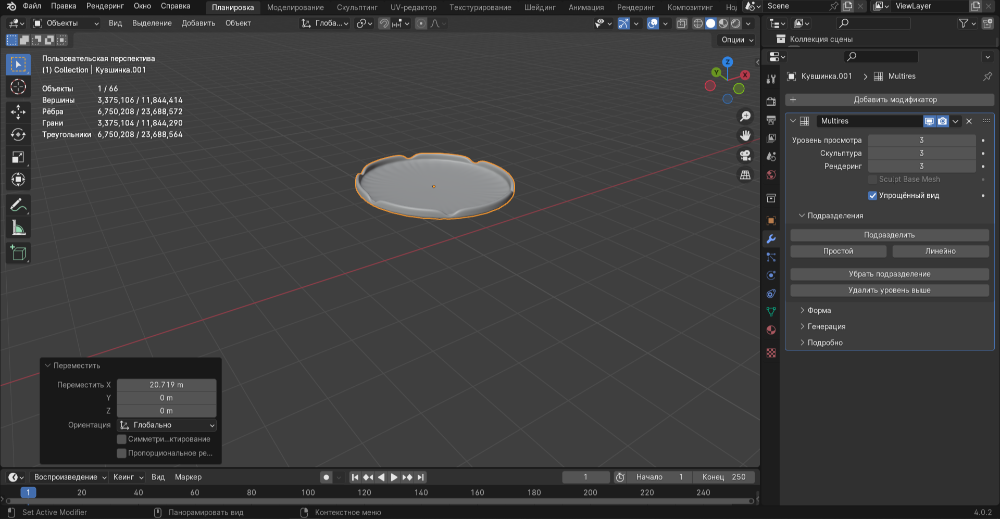 Файл Правка Рендеринг Окно Справка Планировка Моделирование Скульптинг UV-редактор Текстурирование Шейдинг Анимация Рендеринг Композитинг Scene ViewLayer
Объекты Вид Выделение Добавить Объект Глоба...
Опции
Коллекция сцены
Пользовательская перспектива
(1) Collection | Кувшинка.001
Объекты 1 / 66
Вершины 3,375,106 / 11,844,414
Рёбра 6,750,208 / 23,688,572
Грани 3,375,104 / 11,844,290
Треугольники 6,750,208 / 23,688,564
Z
Y
X
Кувшинка.001 Multires
Добавить модификатор
Multires
Уровень просмотра 3
Скульптура 3
Рендеринг 3
Sculpt Base Mesh
Упрощённый вид
Подразделения
Подразделить
Простой Линейно
Убрать подразделение
Удалить уровень выше
Форма
Генерация
Подробно
Переместить
Переместить X 20.719 m
Y 0 m
Z 0 m
Ориентация Глобально
Симметри...ктирование
Пропорциональное ре...
Воспроизведение Кеинг Вид Маркер 1 Начало 1 Конец 250
1 20 40 60 80 100 120 140 160 180 200 220 240
Set Active Modifier Панорамировать вид Контекстное меню 4.0.2